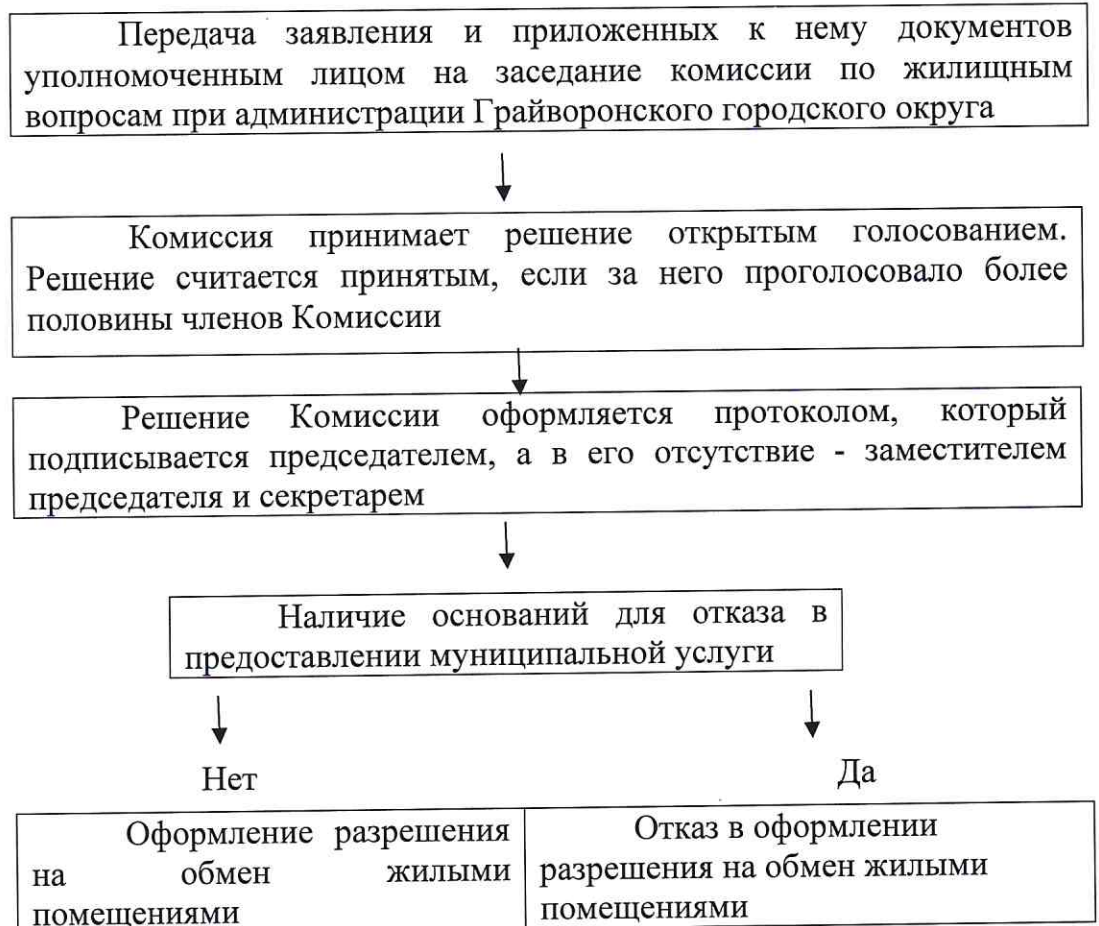 Передача заявления и приложенных к нему документов
уполномоченным лицом на заседание комиссии по жилищным
вопросам при администрации Грайворонского городского округа
Комиссия принимает решение открытым голосованием.
Решение считается принятым, если за него проголосовало более
половины членов Комиссии
Решение Комиссии оформляется протоколом, который
подписывается председателем, а в его отсутствие - заместителем
председателя и секретарем
Наличие оснований для отказа в
предоставлении муниципальной услуги
Нет
Да
Оформление разрешения
на обмен жилыми
помещениями
Отказ в оформлении
разрешения на обмен жилыми
помещениями